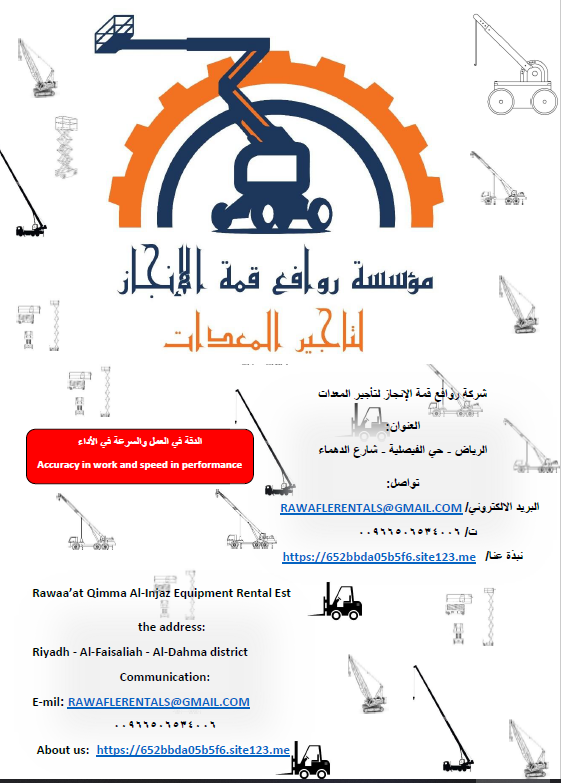 مؤسسة روافع قمة الإنجاز
لتاجير المعدات
شركة روافع قمة الإنجاز لتأجير المعدات
العنوان:
الرياض - حي الفيصلية - شارع الدهماء
تواصل:
البريد الالكتروني/ RAWAFLERENTALS@GMAIL.COM
ت/ ٠٠٩٦٦٥٠٦٥٣٤٠٠٦
نبذة عنا/ https://652bbda05b5f6.site123.me
الدقة في العمل والسرعة في الأداء
Accuracy in work and speed in performance
Rawaa’at Qimma Al-Injaz Equipment Rental Est
the address:
Riyadh - Al-Faisaliah - Al-Dahma district
Communication:
E-mil: RAWAFLERENTALS@GMAIL.COM
٠٠٩٦٦٥٠٦٥٣٤٠٠٦
About us: https://652bbda05b5f6.site123.me